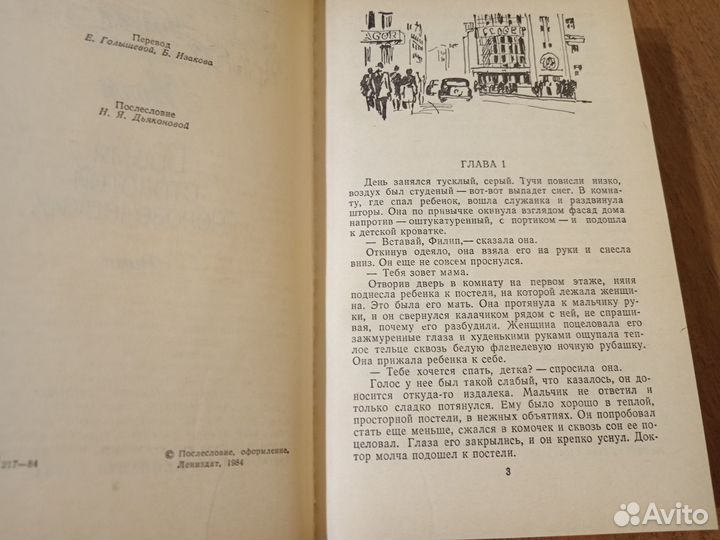 Перевод
Е. Голышевой, Б. Изакова
Послесловие
Н. Я. Дьяконовой
217—84
© Послесловие, оформление,
Лениздат, 1984
ГЛАВА 1
День занялся тусклый, серый. Тучи повисли низко,
воздух был студеный — вот-вот выпадет снег. В комна-
ту, где спал ребенок, вошла служанка и раздвинула
шторы. Она по привычке окинула взглядом фасад дома
напротив — оштукатуренный, с портиком — и подошла
к детской кроватке.
— Вставай, Филип,— сказала она.
Откинув одеяло, она взяла его на руки и снесла
вниз. Он еще не совсем проснулся.
— Тебя зовет мама.
Отворив дверь в комнату на первом этаже, няня
поднесла ребенка к постели, на которой лежала женщи-
на. Это была его мать. Она протянула к мальчику ру-
ки, и он свернулся калачиком рядом с ней, не спраши-
вая, почему его разбудили. Женщина поцеловала его
зажмуренные глаза и худенькими руками ощупала теп-
лое тельце сквозь белую фланелевую ночную рубашку.
Она прижала ребенка к себе.
— Тебе хочется спать, детка? — спросила она.
Голос у нее был такой слабый, что казалось, он до-
носится откуда-то издалека. Мальчик не ответил и
только сладко потянулся. Ему было хорошо в теплой,
просторной постели, в нежных объятиях. Он попробовал
стать еще меньше, сжался в комочек и сквозь сон ее по-
целовал. Глаза его закрылись, и он крепко уснул. Док-
тор молча подошел к постели.
3
Avito